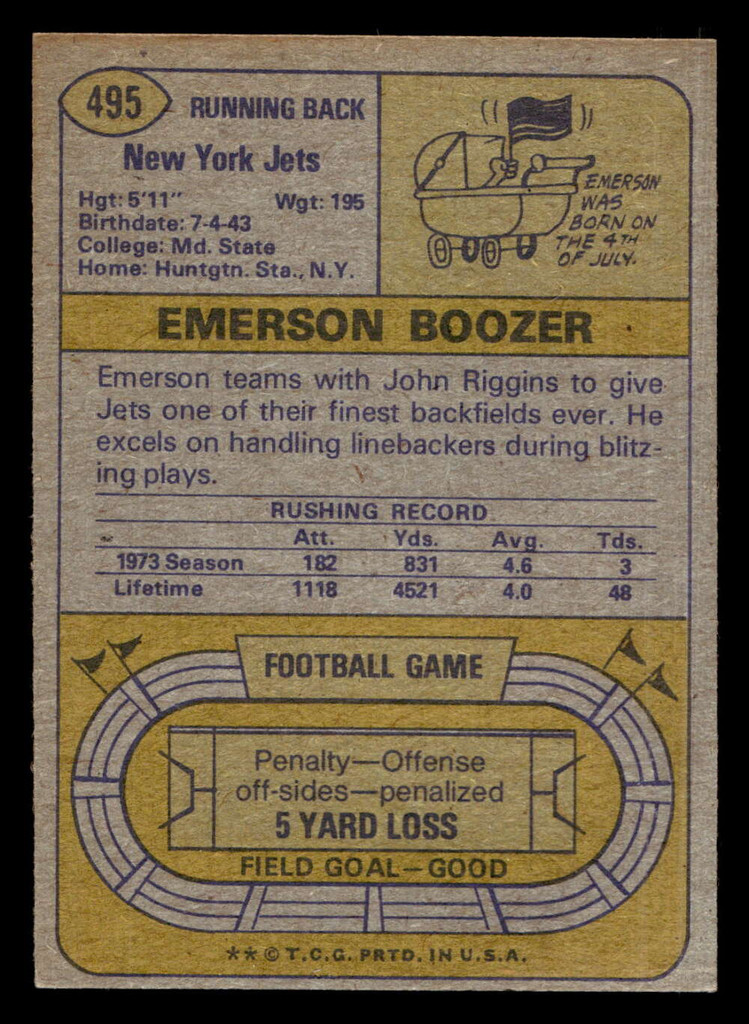 495
RUNNING BACK
New York Jets
Hgt: 5'11" Wgt: 195
Birthdate: 7-4-43
College: Md. State
Home: Huntgtn. Sta., N.Y.
EMERSON
WAS
BORN ON
THE 4TH
OF JULY.
EMERSON BOOZER
Emerson teams with John Riggins to give
Jets one of their finest backfields ever. He
excels on handling linebackers during blitz-
ing plays.
RUSHING RECORD
Att. Yds. Avg. Tds.
1973 Season 182 831 4.6 3
Lifetime 1118 4521 4.0 48
FOOTBALL GAME
Penalty—Offense
off-sides—penalized
5 YARD LOSS
FIELD GOAL—GOOD
** © T.C.G. PRTD. IN U.S.A.